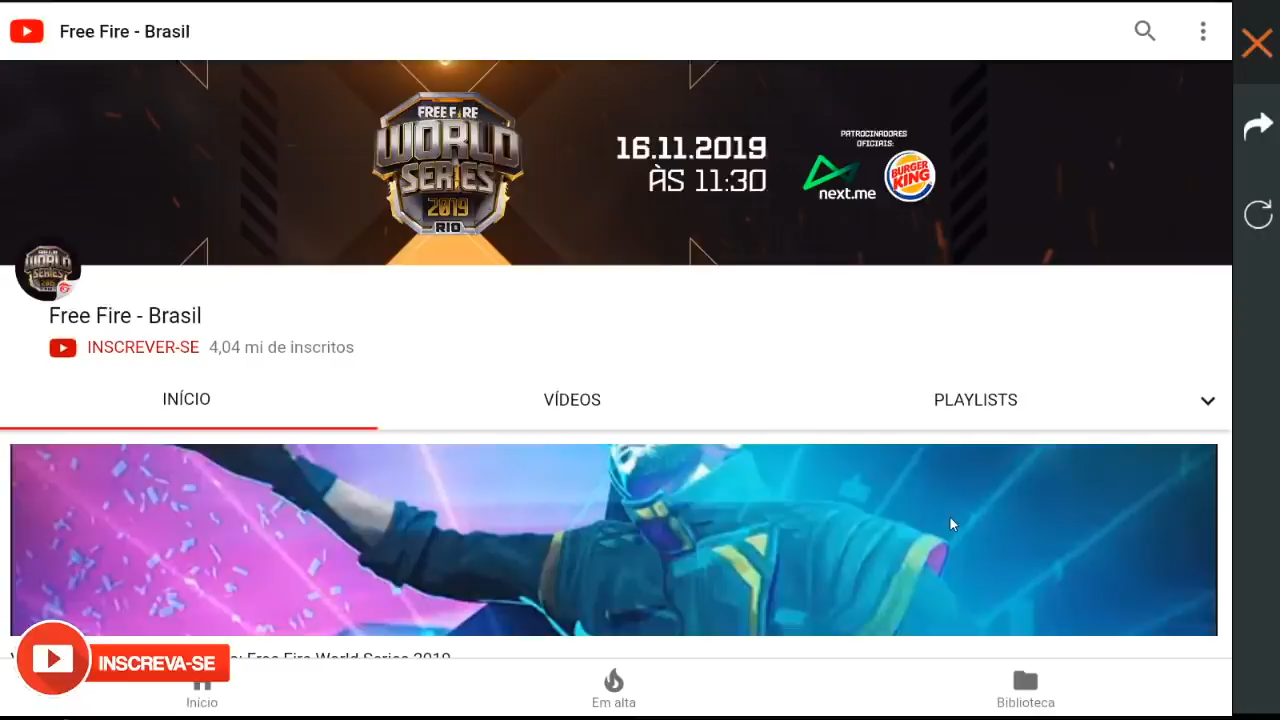 Free Fire - Brasil
FREE FIRE
WORLD
SERIES
2019
RIO
16.11.2019
ÀS 11:30
PATROCINADORES
OFICIAIS:
next.me
BURGER
KING
WORLD
SERIES
Free Fire - Brasil
INSCREVER-SE 4,04 mi de inscritos
INÍCIO VÍDEOS PLAYLISTS
Free Fire World Series 2019
INSCREVA-SE
Início Em alta Biblioteca